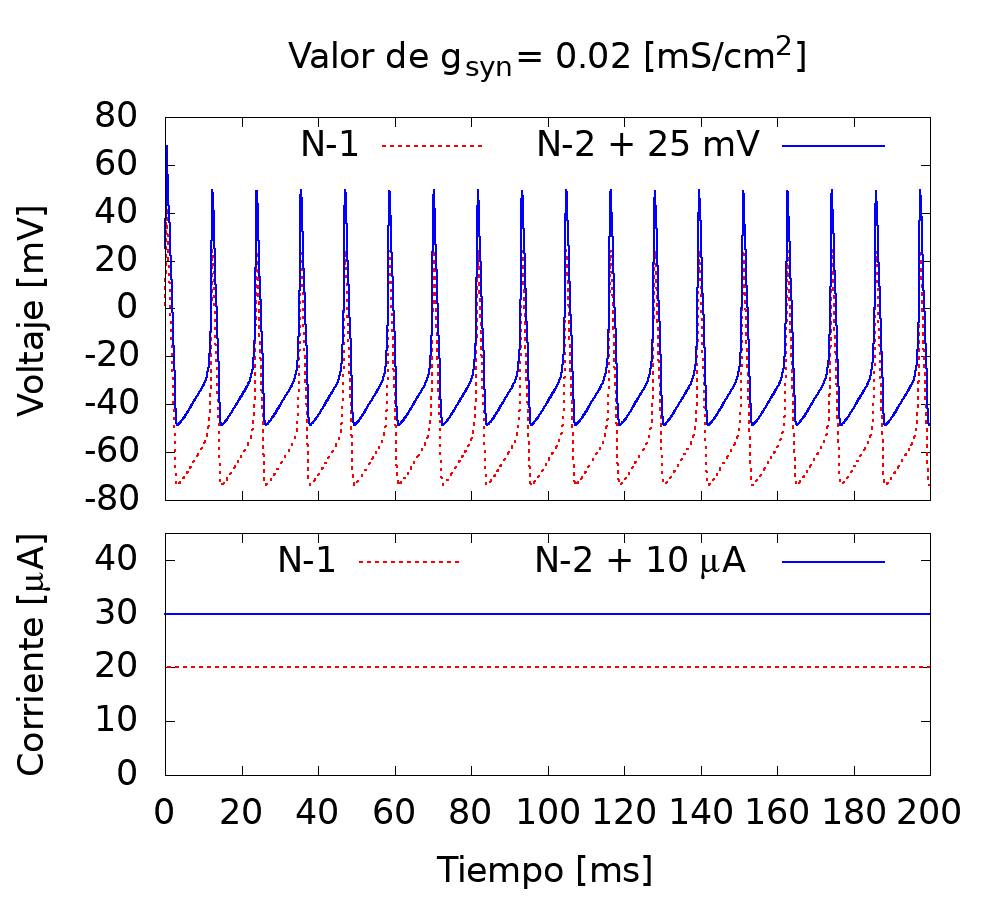 Valor de gsyn= 0.02 [mS/cm2]
80
60
40
20
0
-20
-40
-60
-80
Voltaje [mV]
N-1
N-2 + 25 mV
40
30
20
10
0
Corriente [μA]
N-1
N-2 + 10 μA
0 20 40 60 80 100 120 140 160 180 200
Tiempo [ms]